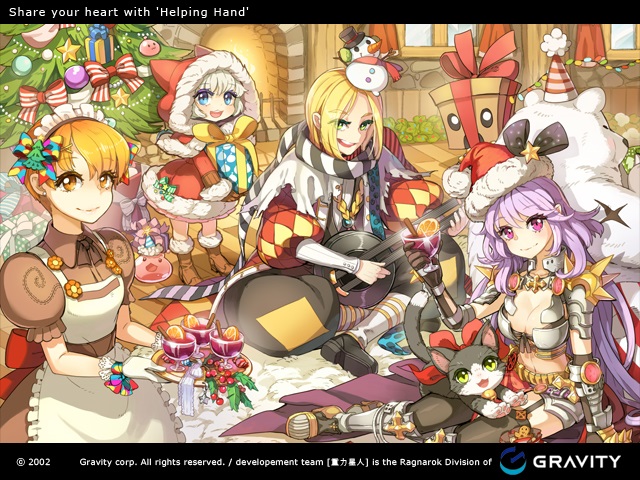 Share your heart with 'Helping Hand'
© 2002 Gravity corp. All rights reserved. / developement team [重力星人] is the Ragnarok Division of GRAVITY